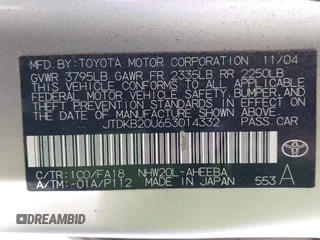 MFD. BY: TOYOTA MOTOR CORPORATION 11/04
GVWR 3795LB GAWR FR 2335LB RR 2250LB
THIS VEHICLE CONFORMS TO ALL APPLICABLE
FEDERAL MOTOR VEHICLE SAFETY, BUMPER,
AND THEFT PREVENTION STANDARDS IN EFFECT
ON THE DATE OF MANUFACTURE SHOWN ABOVE.
JTDKB20U653014332 PASS. CAR
C/TR: 1C0/FA18 NHW20L-AHEEBA
A/TM: -01A/P112 MADE IN JAPAN 553 A
TOYOTA
DREAMBID